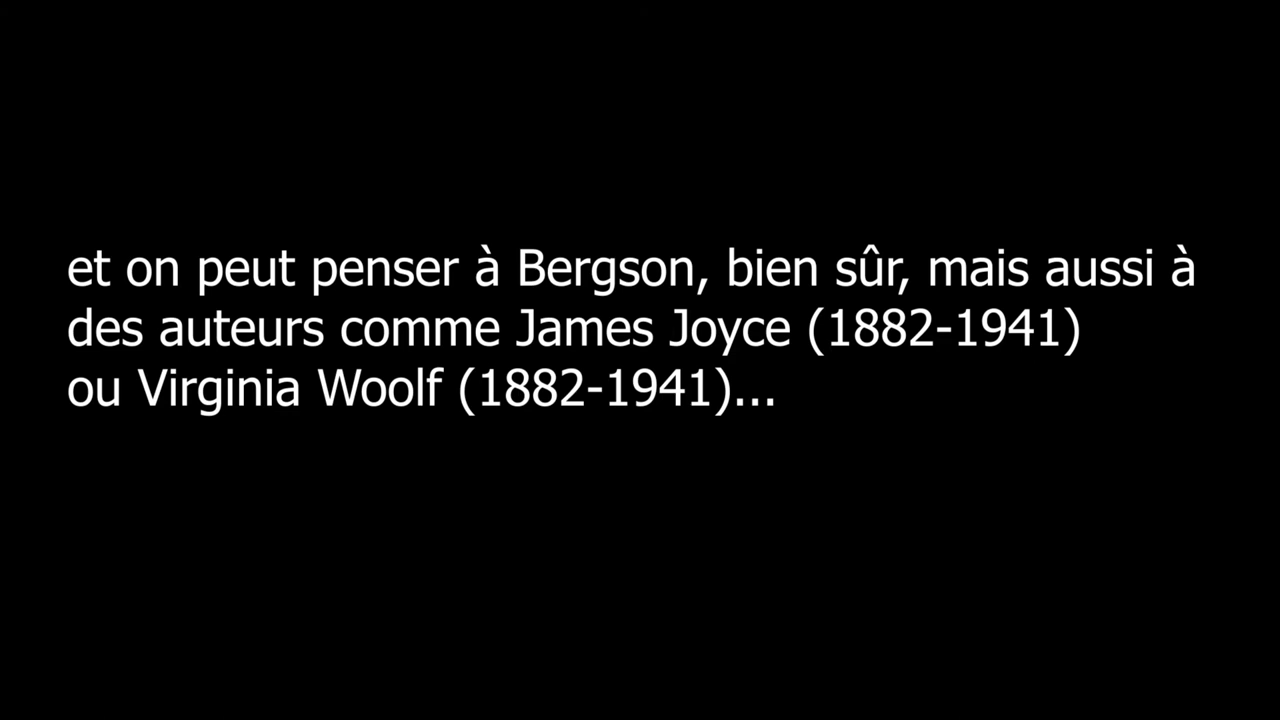 et on peut penser à Bergson, bien sûr, mais aussi à
des auteurs comme James Joyce (1882-1941)
ou Virginia Woolf (1882-1941)...